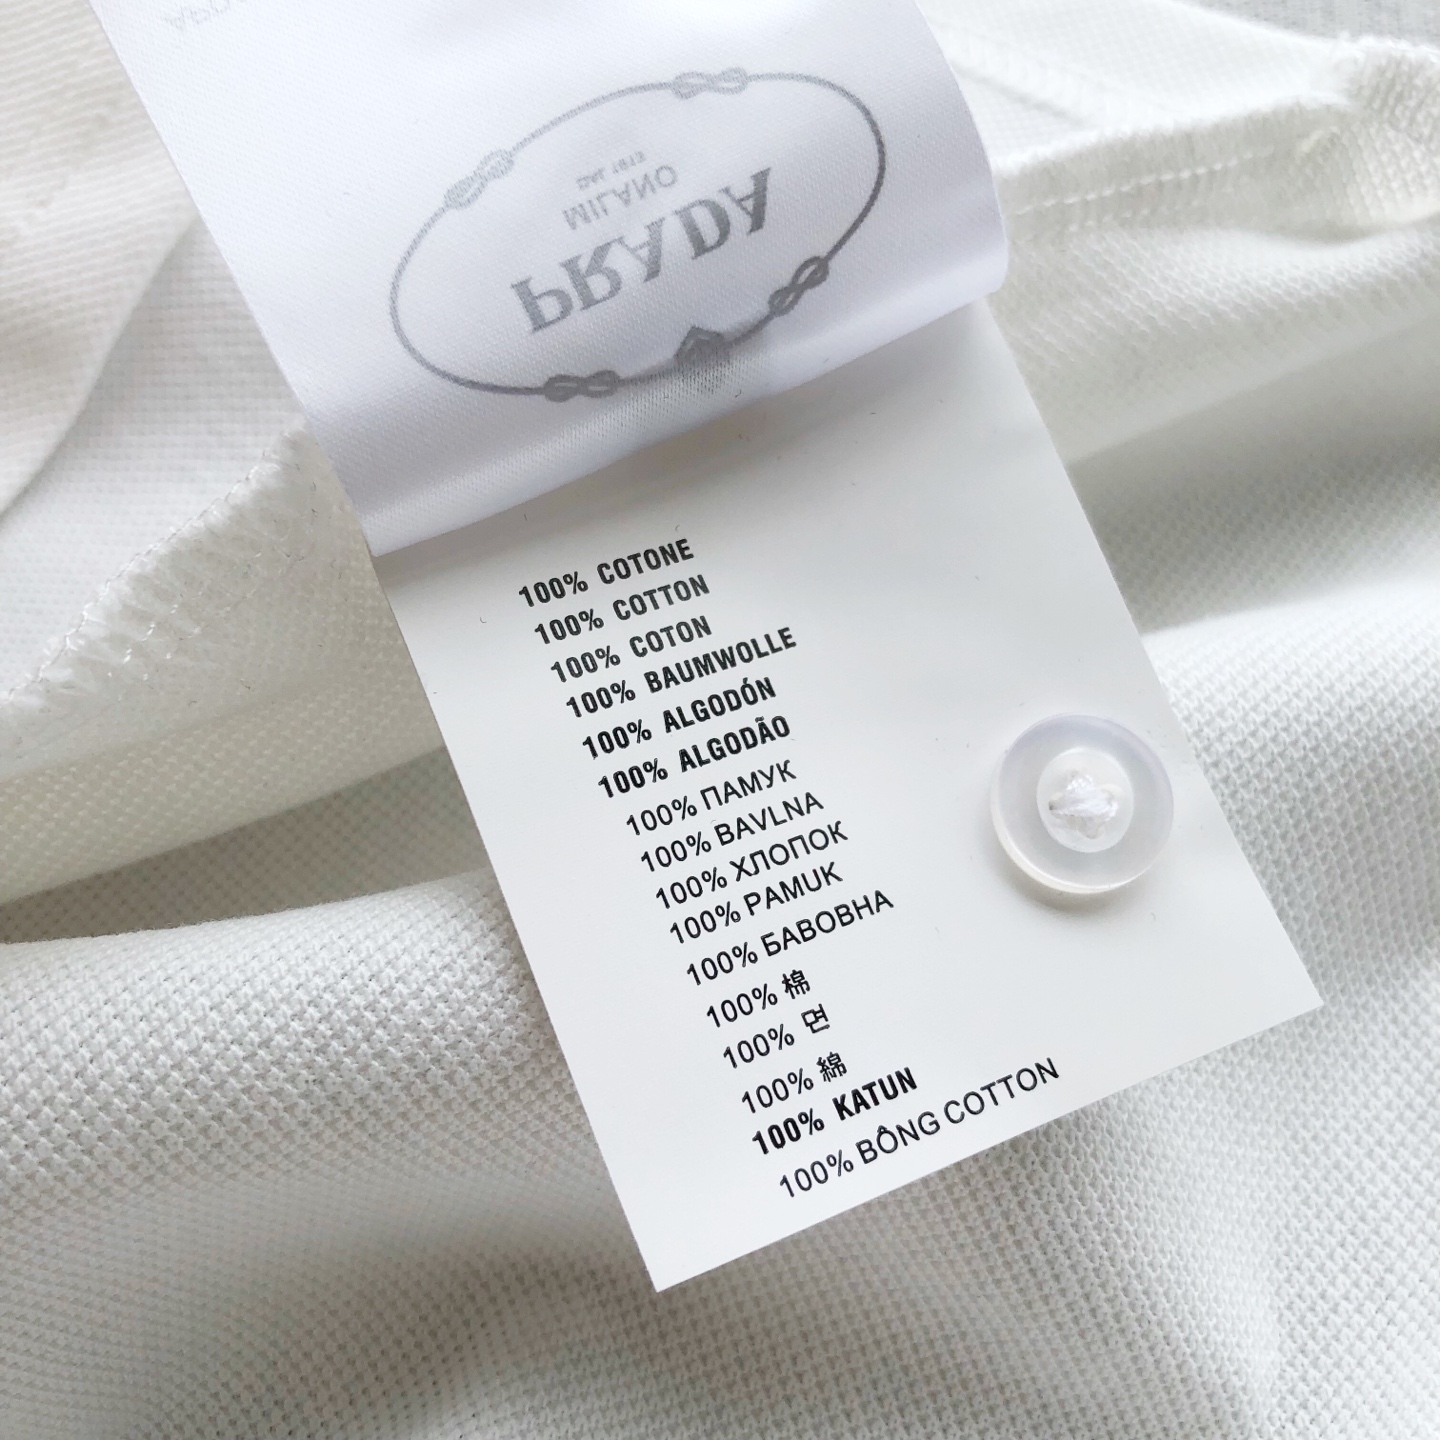 PRADA
MILANO
DAL 1913
100% COTONE
100% COTTON
100% COTON
100% BAUMWOLLE
100% ALGODÓN
100% ALGODÃO
100% ПАМУК
100% BAVLNA
100% ХЛОПОК
100% PAMUK
100% БАВОВНА
100% 棉
100% 면
100% 綿
100% KATUN
100% BÔNG COTTON